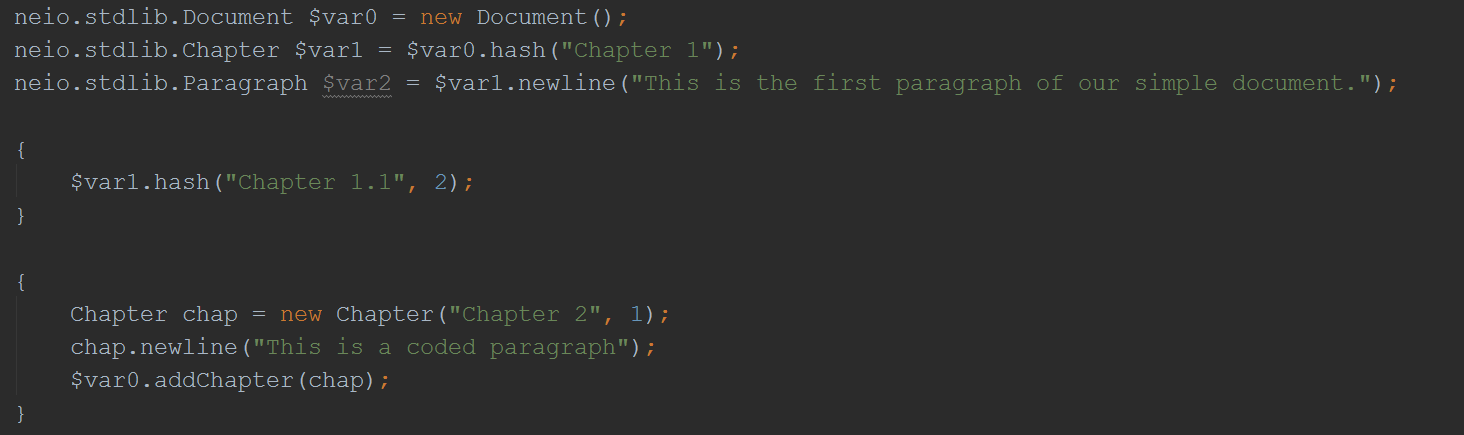 neio.stdlib.Document $var0 = new Document();
neio.stdlib.Chapter $var1 = $var0.hash("Chapter 1");
neio.stdlib.Paragraph $var2 = $var1.newline("This is the first paragraph of our simple document.");
{
$var1.hash("Chapter 1.1", 2);
}
{
Chapter chap = new Chapter("Chapter 2", 1);
chap.newline("This is a coded paragraph");
$var0.addChapter(chap);
}